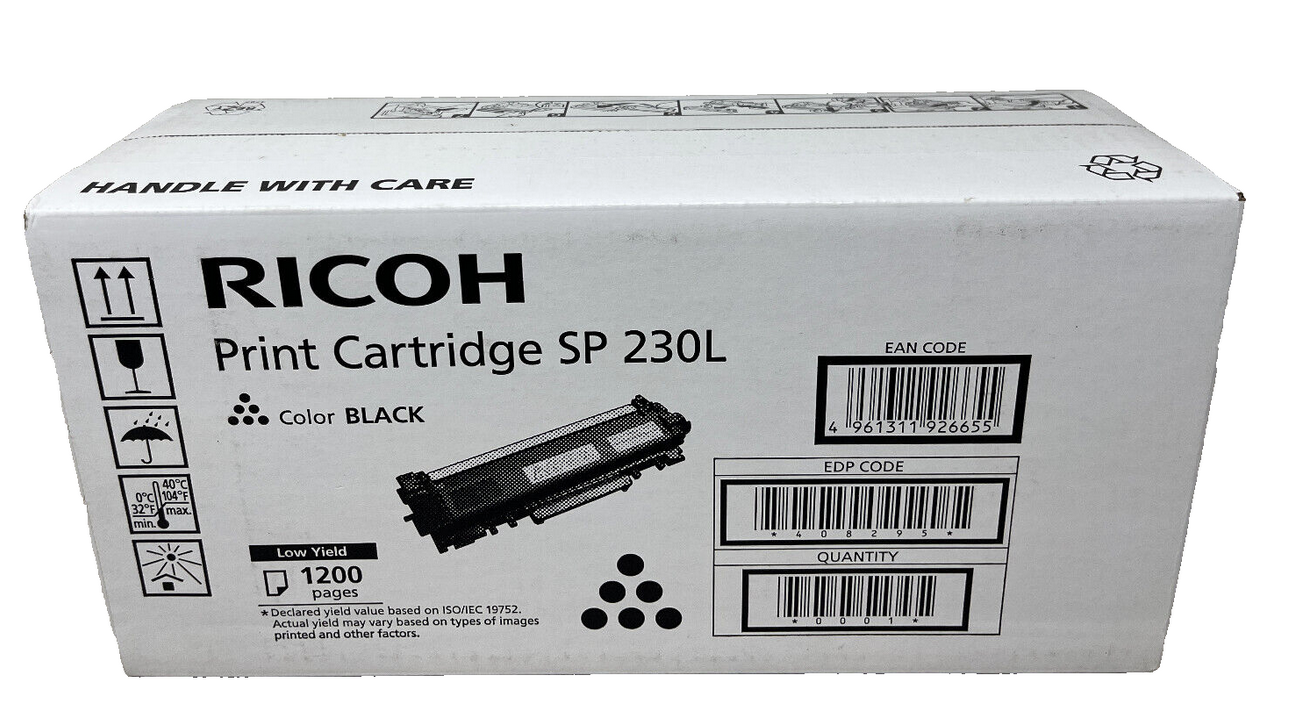 HANDLE WITH CARE
RICOH
Print Cartridge SP 230L
Color BLACK
EAN CODE
4 961311 926655
EDP CODE
* 4 0 8 2 9 5 *
QUANTITY
* 0 0 0 1 *
0°C
32°F
min.
40°C
104°F
max.
Low Yield
1200
pages
* Declared yield value based on ISO/IEC 19752.
Actual yield may vary based on types of images
printed and other factors.